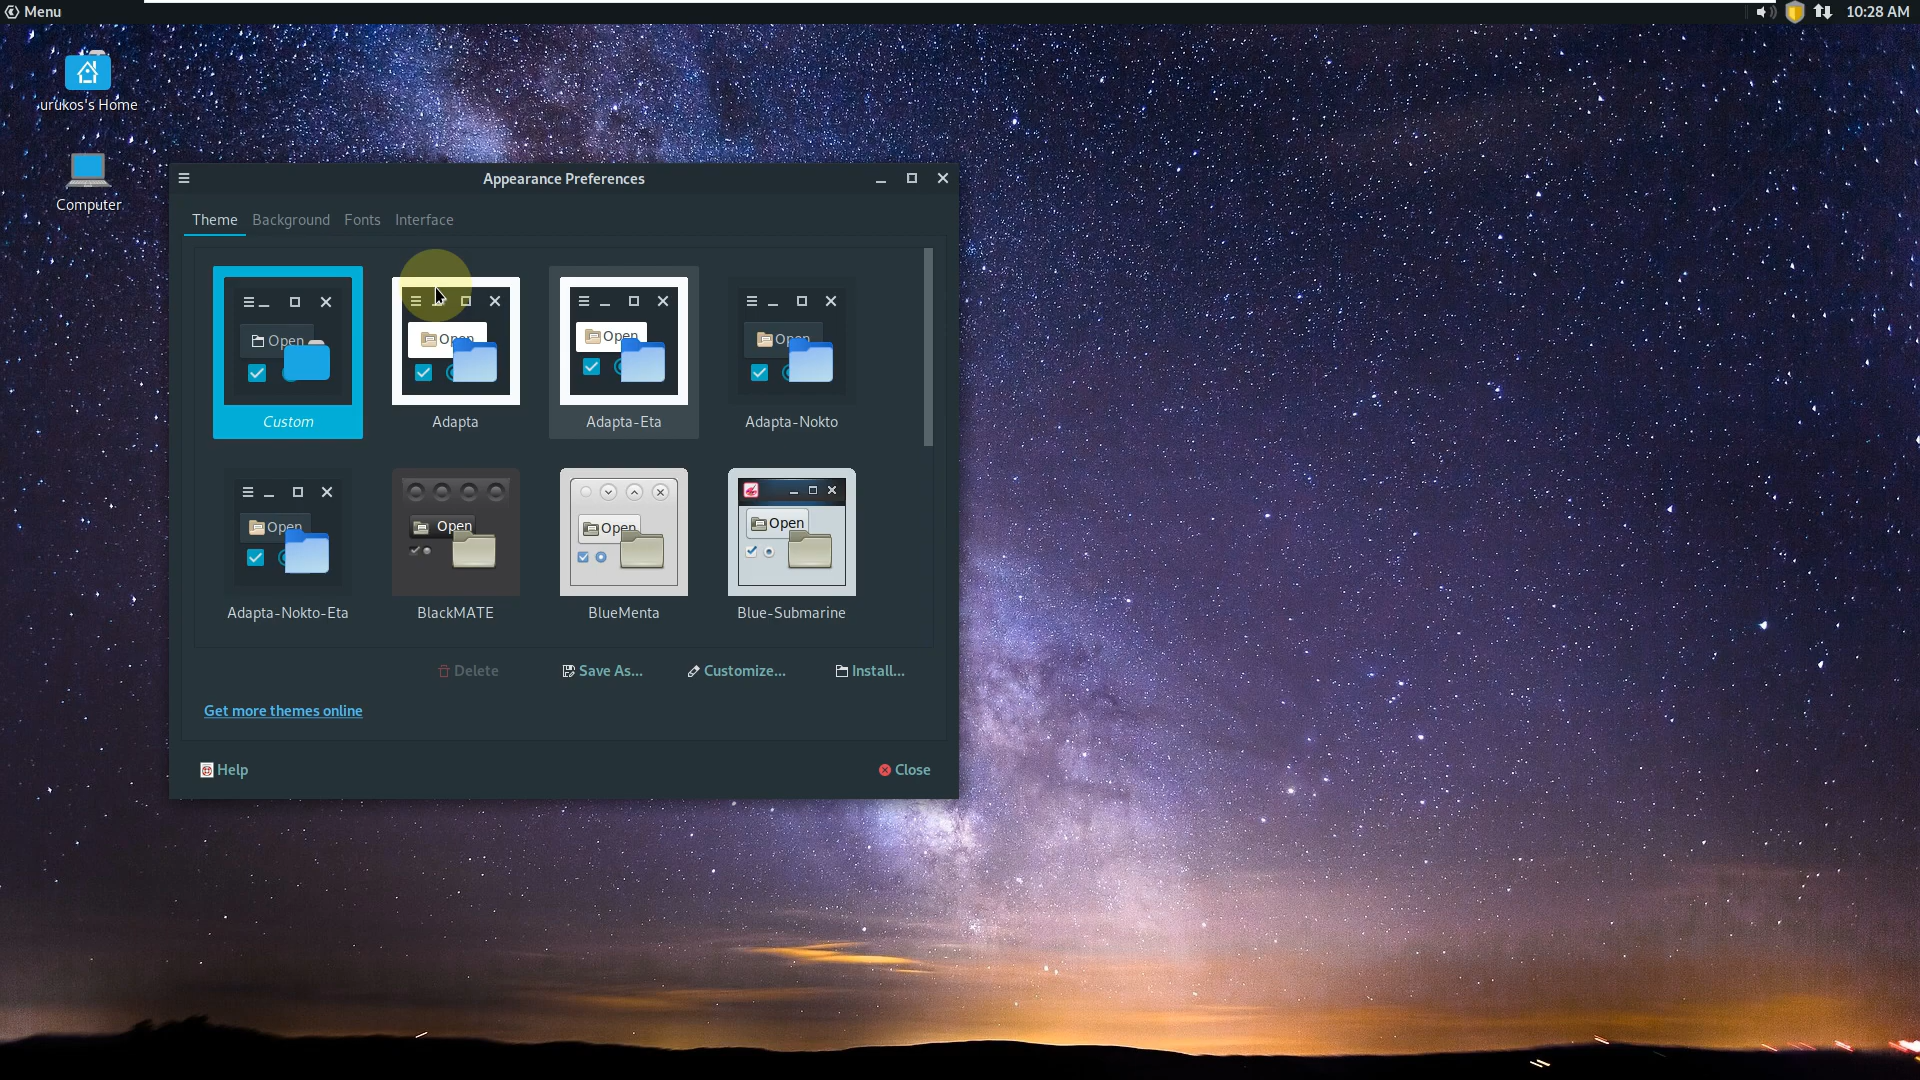 Menu
10:28 AM
urukos's Home
Computer
Appearance Preferences
Theme Background Fonts Interface
Open Open Open Open
Custom Adapta Adapta-Eta Adapta-Nokto
Open Open Open Open
Adapta-Nokto-Eta BlackMATE BlueMenta Blue-Submarine
Delete Save As... Customize... Install...
Get more themes online
Help Close